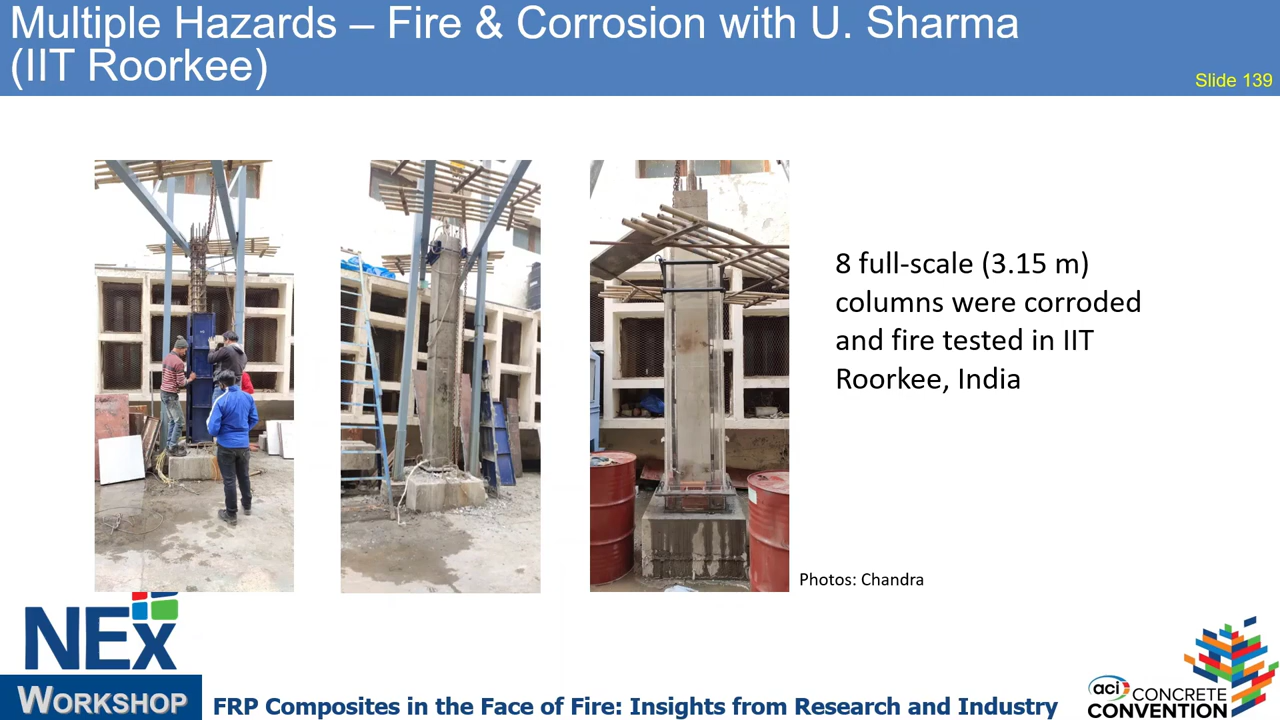 Multiple Hazards – Fire & Corrosion with U. Sharma
(IIT Roorkee)
Slide 139
8 full-scale (3.15 m)
columns were corroded
and fire tested in IIT
Roorkee, India
Photos: Chandra
NEx
WORKSHOP
FRP Composites in the Face of Fire: Insights from Research and Industry
aci CONCRETE
CONVENTION